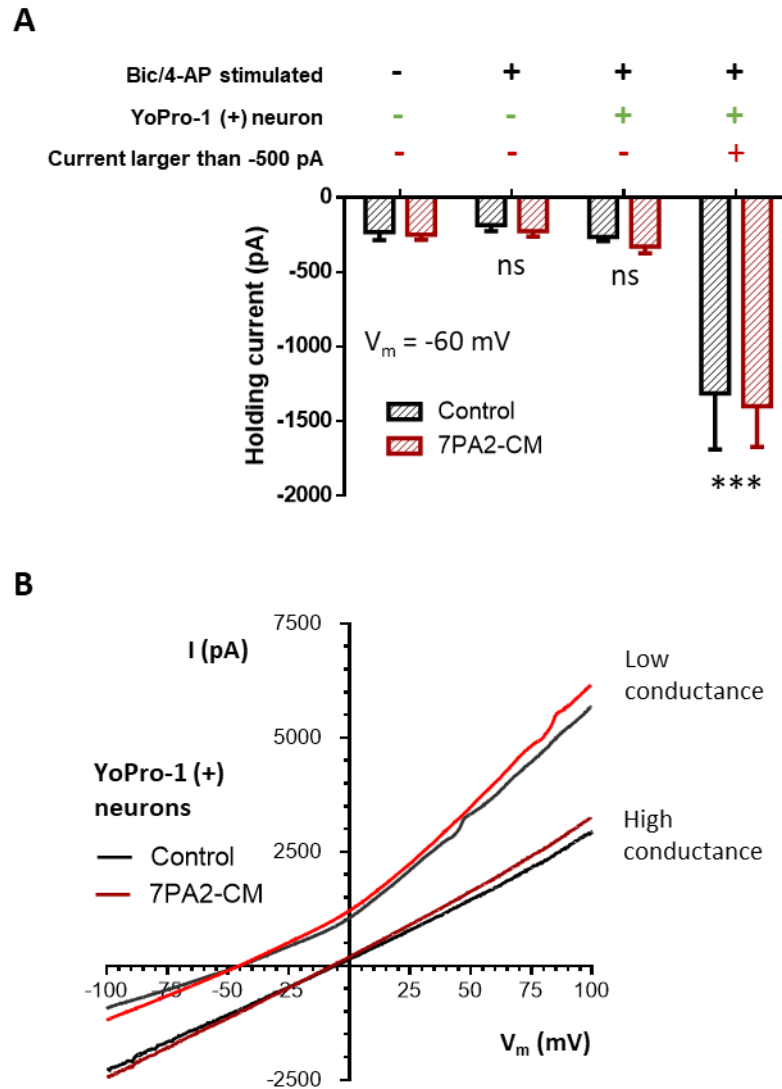 A
Bic/4-AP stimulated - + + +
YoPro-1 (+) neuron - - + +
Current larger than -500 pA - - - +
0
-500
-1000
-1500
-2000
Holding current (pA)
ns
ns
***
Vm = -60 mV
Control
7PA2-CM
B
7500
5000
2500
-2500
I (pA)
Low
conductance
High
conductance
YoPro-1 (+)
neurons
Control
7PA2-CM
-100 -75 -50 -25 0 25 50 75 100
Vm (mV)